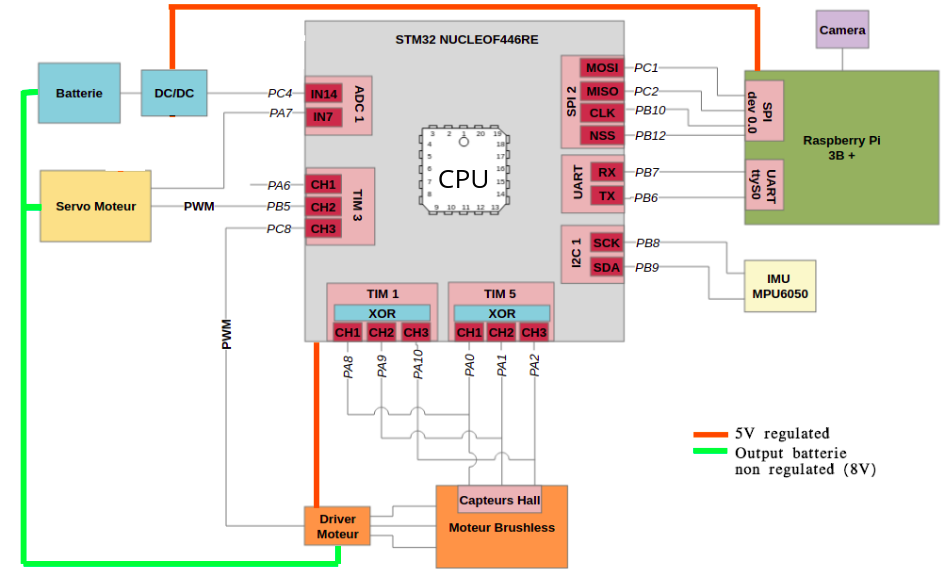 STM32 NUCLEOF446RE
Camera
Batterie
DC/DC
PC4
PA7
IN14
IN7
ADC 1
SPI 2
MOSI
MISO
CLK
NSS
PC1
PC2
PB10
PB12
SPI
dev 0.0
Raspberry Pi
3B +
3 2 1 20 19
4
5
6
7
8
18
17
16
15
14
9 10 11 12 13
CPU
UART
RX
TX
PB7
PB6
UART
ttyS0
Servo Moteur
PWM
PA6
PB5
PC8
CH1
CH2
CH3
TIM 3
I2C 1
SCK
SDA
PB8
PB9
IMU
MPU6050
TIM 1
XOR
CH1 CH2 CH3
TIM 5
XOR
CH1 CH2 CH3
PWM
PA8
PA9
PA10
PA0
PA1
PA2
5V regulated
Output batterie
non regulated (8V)
Capteurs Hall
Moteur Brushless
Driver
Moteur